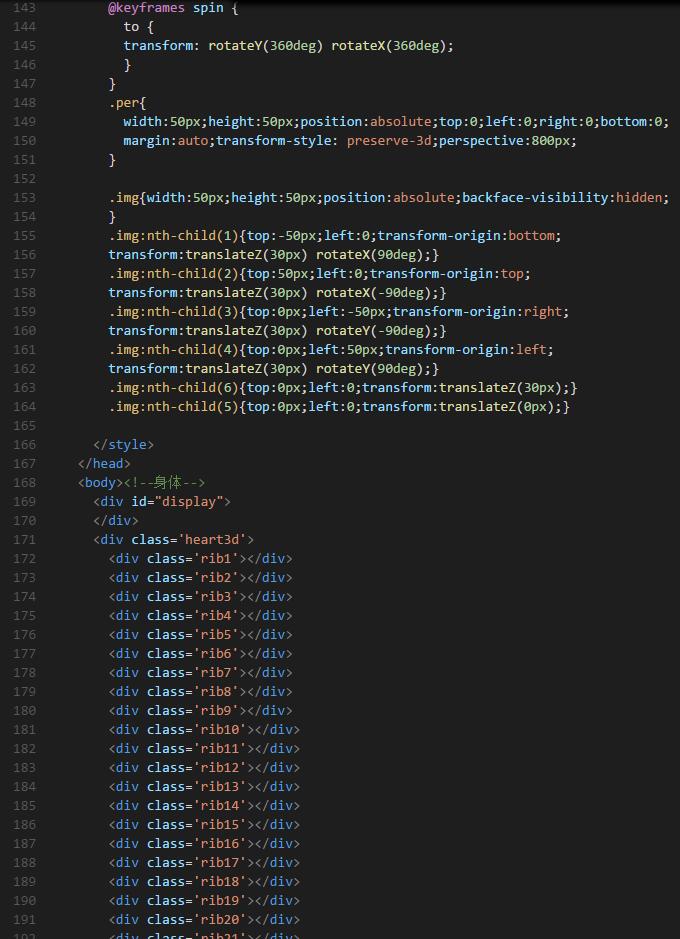 143 @keyframes spin {
144 to {
145 transform: rotateY(360deg) rotateX(360deg);
146 }
147 }
148 .per{
149 width:50px;height:50px;position:absolute;top:0;left:0;right:0;bottom:0;
150 margin:auto;transform-style: preserve-3d;perspective:800px;
151 }
152
153 .img{width:50px;height:50px;position:absolute;backface-visibility:hidden;
154 }
155 .img:nth-child(1){top:-50px;left:0;transform-origin:bottom;
156 transform:translateZ(30px) rotateX(90deg);}
157 .img:nth-child(2){top:50px;left:0;transform-origin:top;
158 transform:translateZ(30px) rotateX(-90deg);}
159 .img:nth-child(3){top:0px;left:-50px;transform-origin:right;
160 transform:translateZ(30px) rotateY(-90deg);}
161 .img:nth-child(4){top:0px;left:50px;transform-origin:left;
162 transform:translateZ(30px) rotateY(90deg);}
163 .img:nth-child(6){top:0px;left:0;transform:translateZ(30px);}
164 .img:nth-child(5){top:0px;left:0;transform:translateZ(0px);}
165
166 </style>
167 </head>
168 <body><!--身体-->
169 <div id="display">
170 </div>
171 <div class='heart3d'>
172 <div class='rib1'></div>
173 <div class='rib2'></div>
174 <div class='rib3'></div>
175 <div class='rib4'></div>
176 <div class='rib5'></div>
177 <div class='rib6'></div>
178 <div class='rib7'></div>
179 <div class='rib8'></div>
180 <div class='rib9'></div>
181 <div class='rib10'></div>
182 <div class='rib11'></div>
183 <div class='rib12'></div>
184 <div class='rib13'></div>
185 <div class='rib14'></div>
186 <div class='rib15'></div>
187 <div class='rib16'></div>
188 <div class='rib17'></div>
189 <div class='rib18'></div>
190 <div class='rib19'></div>
191 <div class='rib20'></div>
192 <div class='rib21'></div>